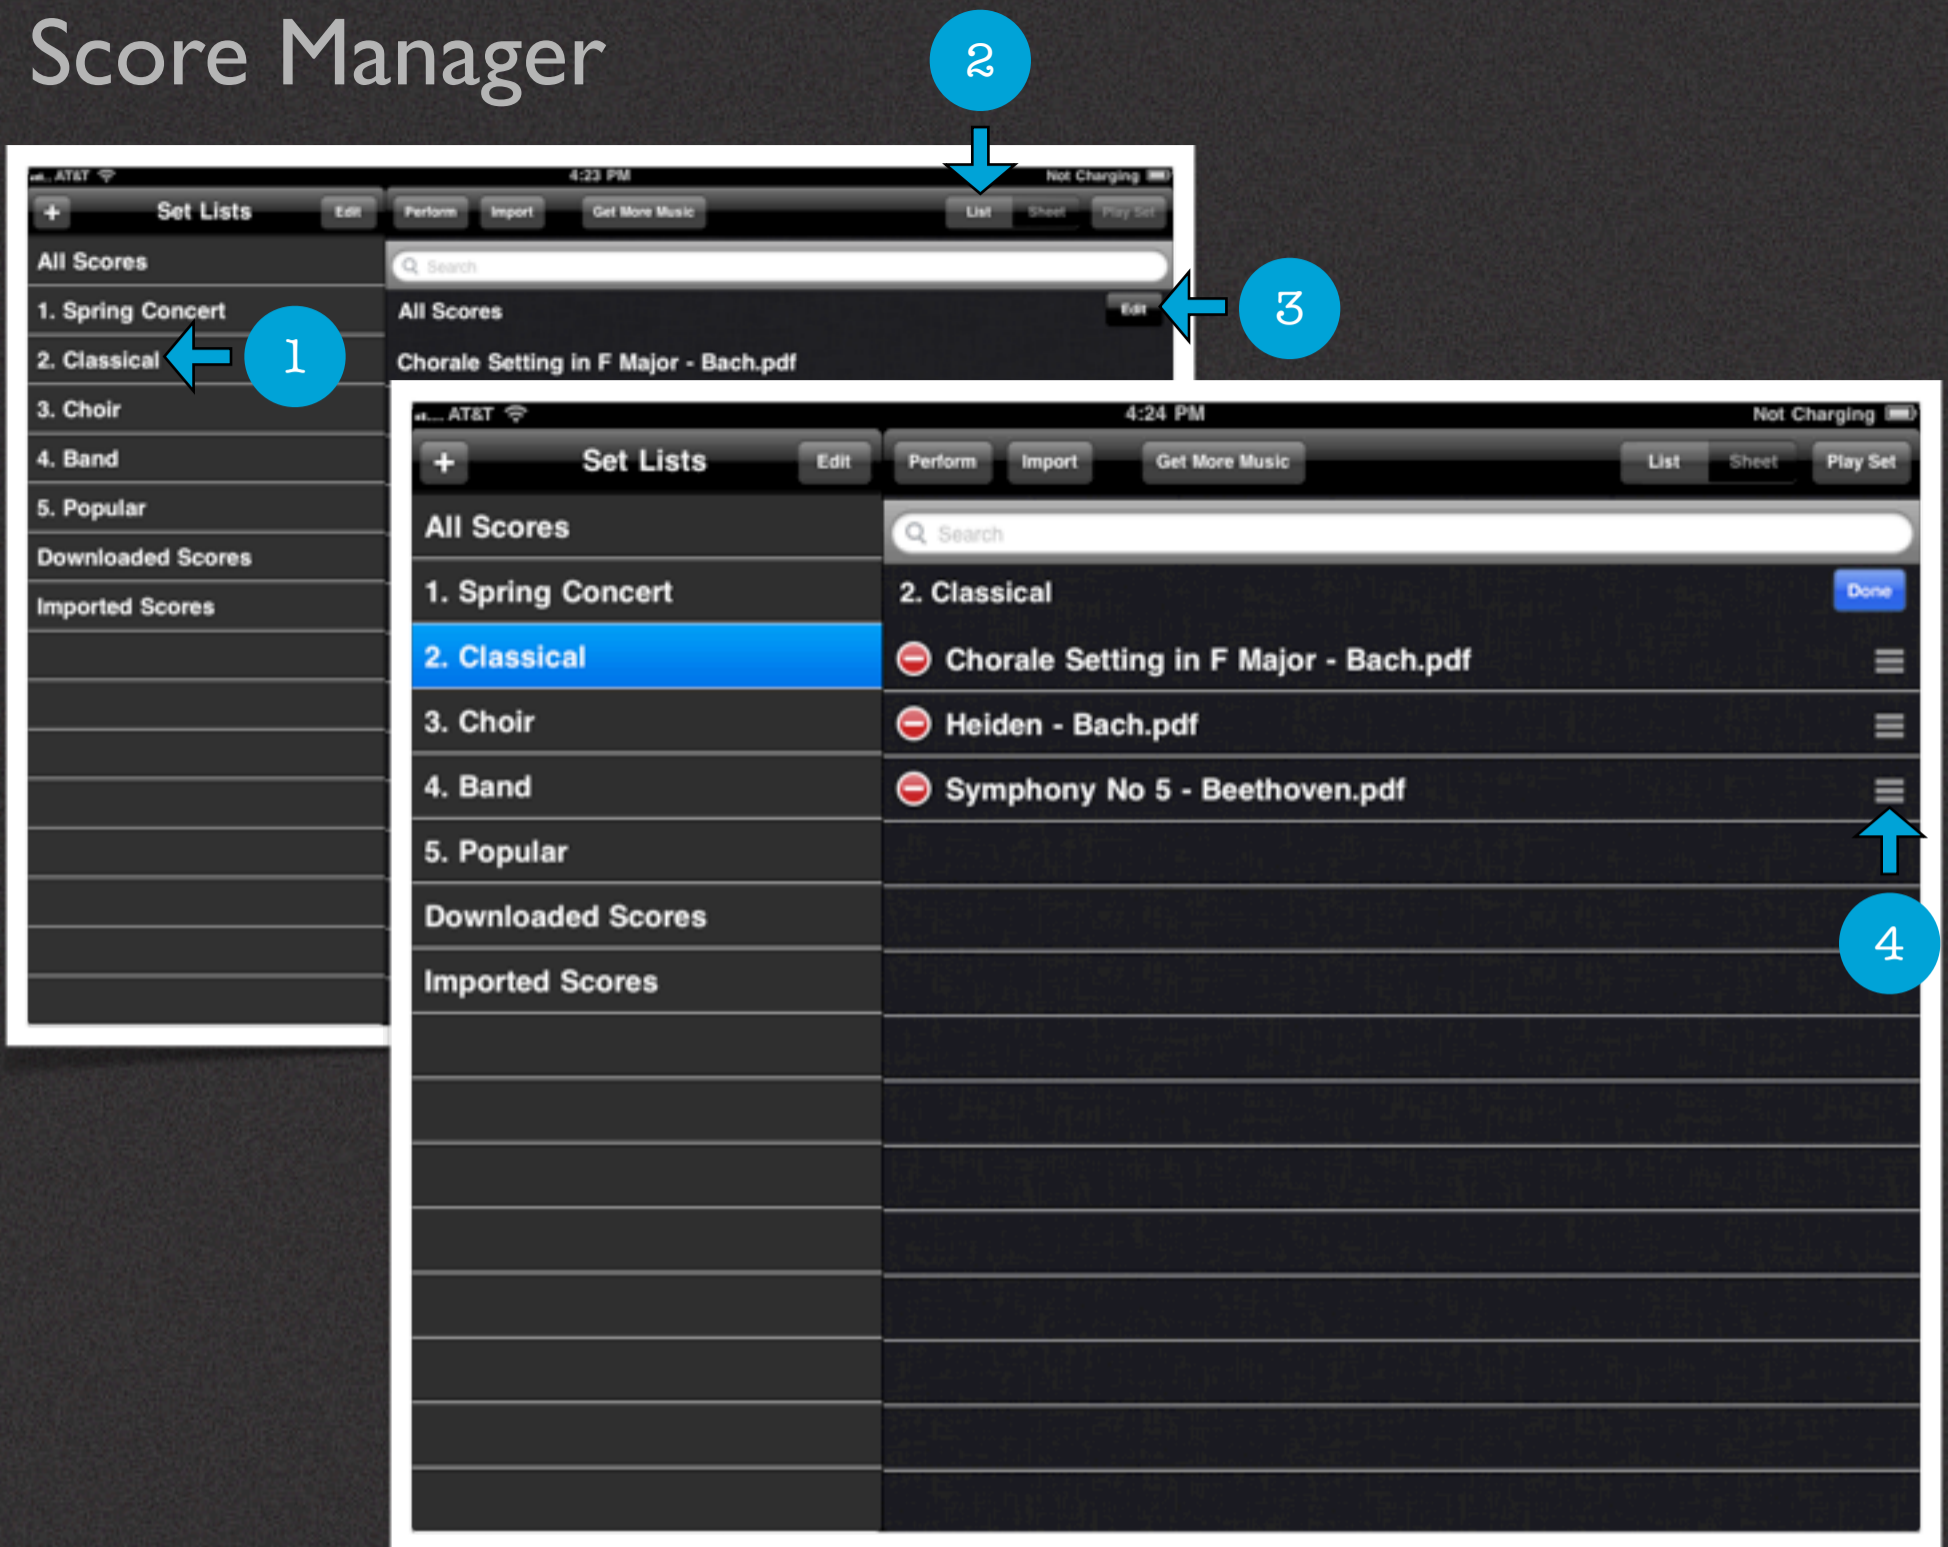 Score Manager
2
AT&T 4:23 PM Not Charging
+ Set Lists Edit Perform Import Get More Music List Sheet Play Set
All Scores
Search
1. Spring Concert
All Scores Edit
3
2. Classical
1
Chorale Setting in F Major - Bach.pdf
3. Choir
4. Band
5. Popular
Downloaded Scores
Imported Scores
AT&T 4:24 PM Not Charging
+ Set Lists Edit Perform Import Get More Music List Sheet Play Set
All Scores
Search
1. Spring Concert
2. Classical Done
2. Classical
Chorale Setting in F Major - Bach.pdf
3. Choir
Heiden - Bach.pdf
4. Band
Symphony No 5 - Beethoven.pdf
5. Popular
Downloaded Scores
4
Imported Scores